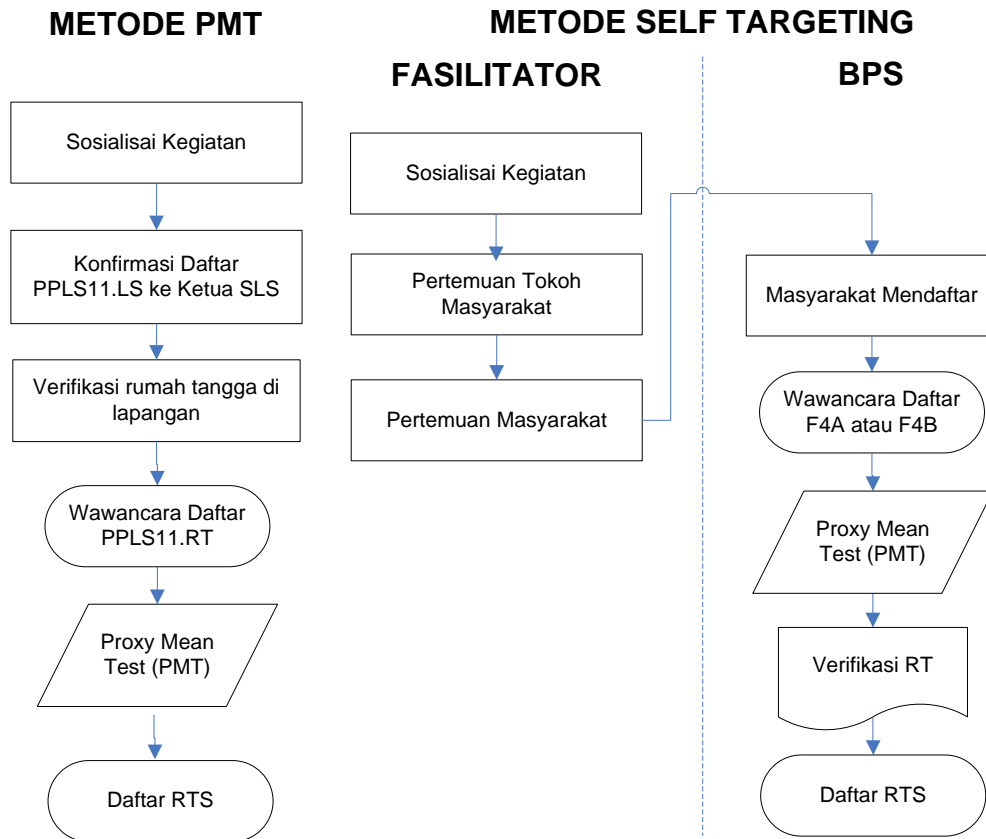 METODE PMT
METODE SELF TARGETING
FASILITATOR
BPS
Sosialisai Kegiatan
Konfirmasi Daftar
PPLS11.LS ke Ketua SLS
Verifikasi rumah tangga di
lapangan
Wawancara Daftar
PPLS11.RT
Proxy Mean
Test (PMT)
Daftar RTS
Sosialisai Kegiatan
Pertemuan Tokoh
Masyarakat
Pertemuan Masyarakat
Masyarakat Mendaftar
Wawancara Daftar
F4A atau F4B
Proxy Mean
Test (PMT)
Verifikasi RT
Daftar RTS